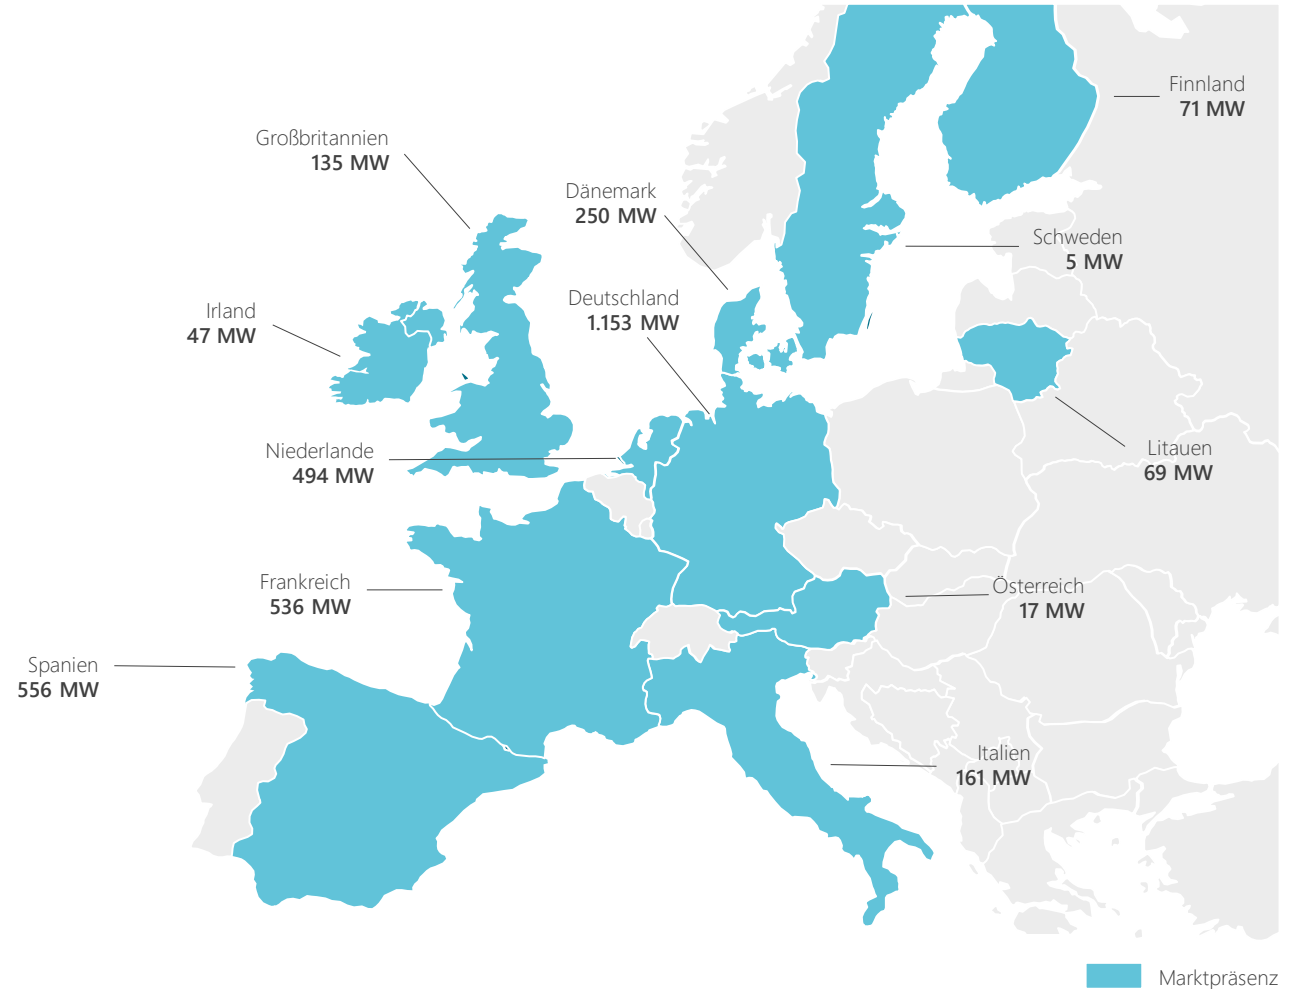 Finnland
71 MW
Großbritannien
135 MW
Dänemark
250 MW
Schweden
5 MW
Deutschland
1.153 MW
Irland
47 MW
Niederlande
494 MW
Litauen
69 MW
Frankreich
536 MW
Österreich
17 MW
Spanien
556 MW
Italien
161 MW
Marktpräsenz